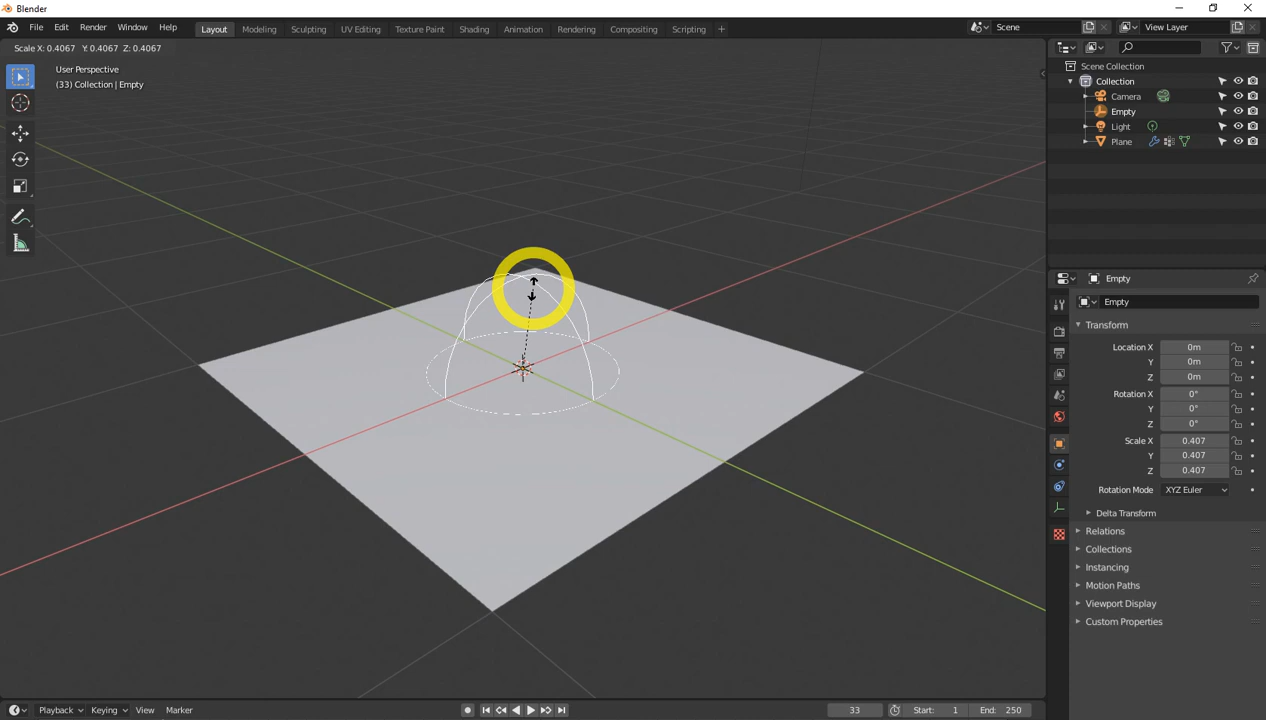 Blender
File Edit Render Window Help Layout Modeling Sculpting UV Editing Texture Paint Shading Animation Rendering Compositing Scripting + Scene View Layer
Scale X: 0.4067 Y: 0.4067 Z: 0.4067
User Perspective
(33) Collection | Empty
Scene Collection
Collection
Camera
Empty
Light
Plane
Empty
Empty
Transform
Location X 0m
Y 0m
Z 0m
Rotation X 0°
Y 0°
Z 0°
Scale X 0.407
Y 0.407
Z 0.407
Rotation Mode XYZ Euler
Delta Transform
Relations
Collections
Instancing
Motion Paths
Viewport Display
Custom Properties
Playback Keying View Marker 33 Start: 1 End: 250